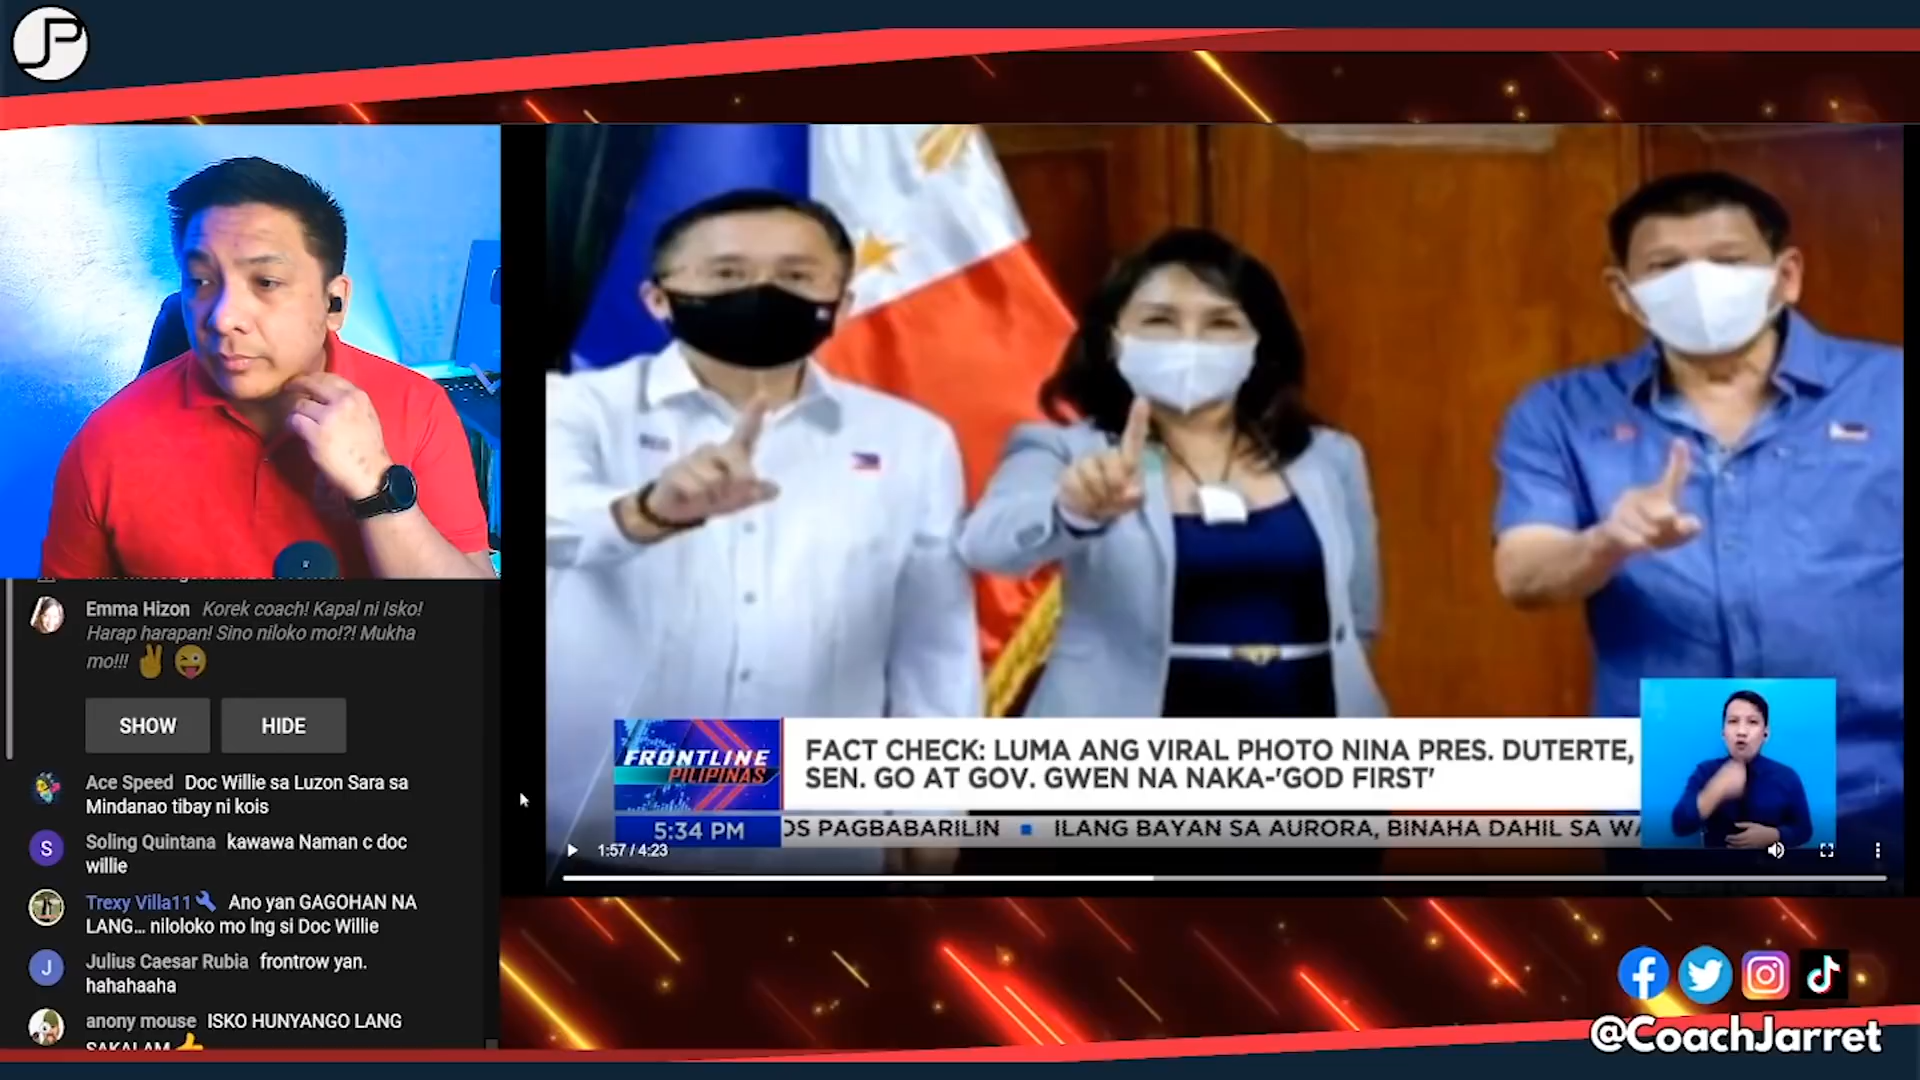 JP
Emma Hizon Korek coach! Kapal ni Isko!
Harap harapan! Sino niloko mo!?! Mukha
mo!!! ✌️😜
SHOW HIDE
Ace Speed Doc Willie sa Luzon Sara sa
Mindanao tibay ni kois
S
Soling Quintana kawawa Naman c doc
willie
Trexy Villa11🔧 Ano yan GAGOHAN NA
LANG... niloloko mo lng si Doc Willie
J
Julius Caesar Rubia frontrow yan.
hahahaaha
anony mouse ISKO HUNYANGO LANG
SAKALAM 👍
FRONTLINE
PILIPINAS
FACT CHECK: LUMA ANG VIRAL PHOTO NINA PRES. DUTERTE,
SEN. GO AT GOV. GWEN NA NAKA-'GOD FIRST'
5:34 PM
OS PAGBABARILIN ▪ ILANG BAYAN SA AURORA, BINAHA DAHIL SA WA
1:57 / 4:23
@CoachJarret